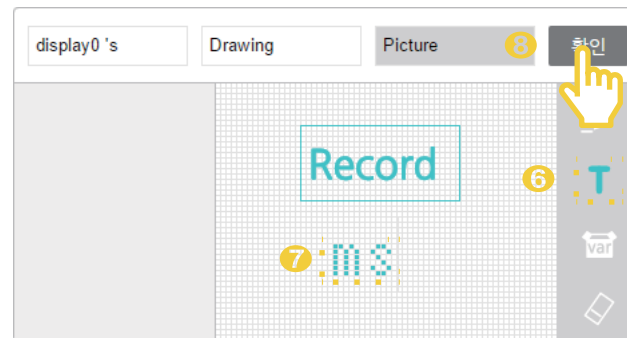 display0 's Drawing Picture 8 확인
Record
6 T
7 ms
var